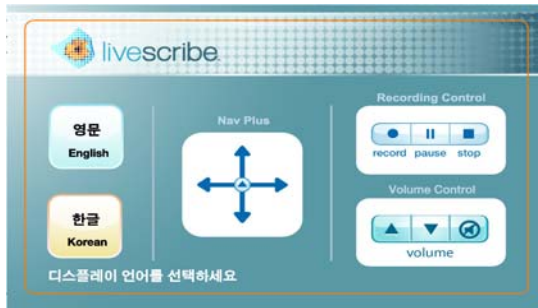 livescribe
영문
English
한글
Korean
디스플레이 언어를 선택하세요
Nav Plus
Recording Control
record pause stop
Volume Control
volume